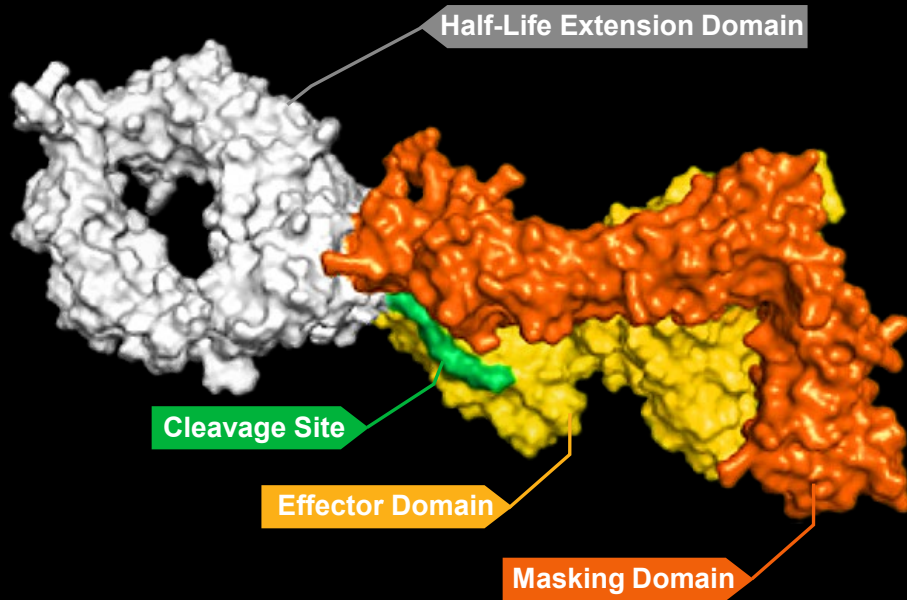 Half-Life Extension Domain
Cleavage Site
Effector Domain
Masking Domain